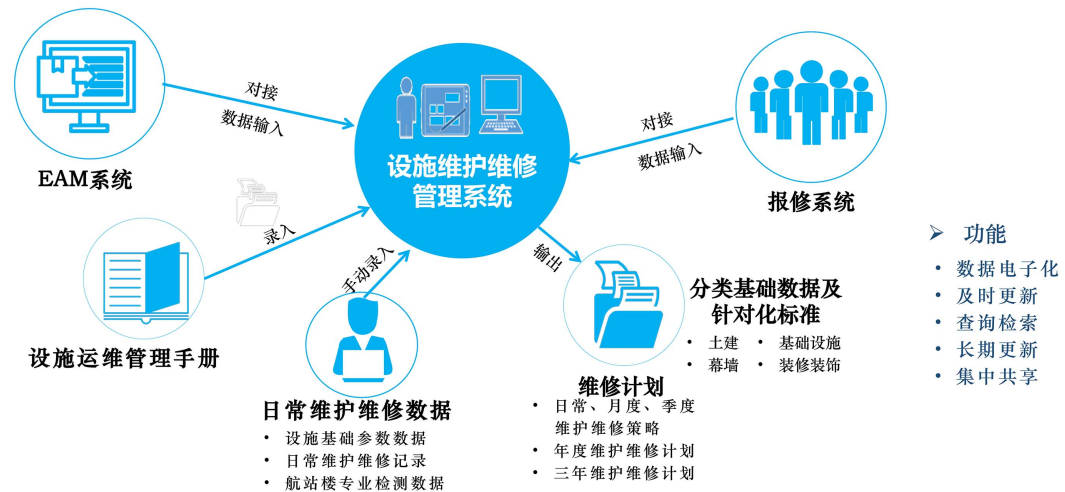 对接
数据输入
EAM系统
设施维护维修
管理系统
对接
数据输入
报修系统
录入
设施运维管理手册
手动录入
日常维护维修数据
• 设施基础参数数据
• 日常维护维修记录
• 航站楼专业检测数据
输出
分类基础数据及
针对化标准
• 土建 • 基础设施
• 幕墙 • 装修装饰
维修计划
• 日常、月度、季度
维护维修策略
• 年度维护维修计划
• 三年维护维修计划
➢ 功能
• 数据电子化
• 及时更新
• 查询检索
• 长期更新
• 集中共享